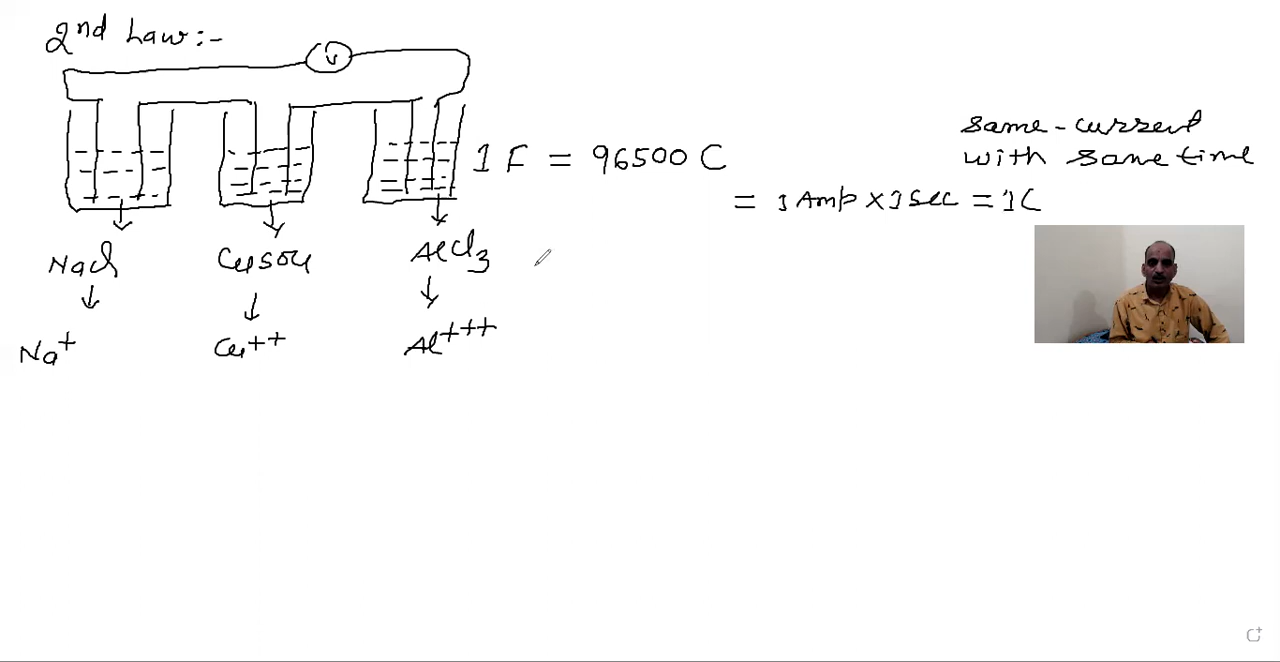 2nd Law:-
V
same-current
with same time
1 F = 96500 C
= 1 Amp × 1 sec = 1C
NaCl
CuSO4
AlCl3
Na+
Cu++
Al+++